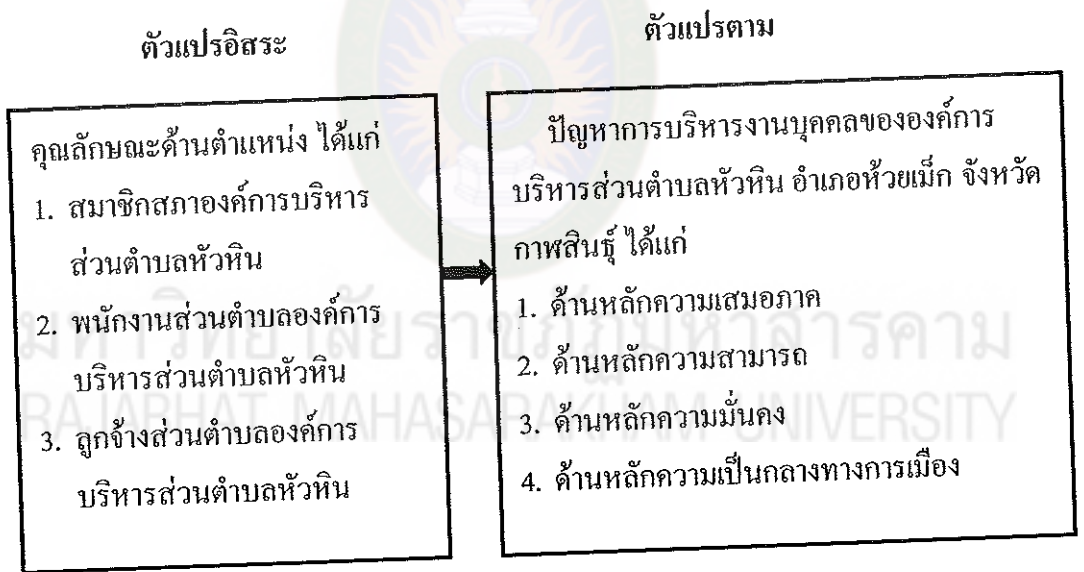 ตัวแปรอิสระ
ตัวแปรตาม
คุณลักษณะด้านตำแหน่ง ได้แก่
1. สมาชิกสภาองค์การบริหาร
ส่วนตำบลหัวหิน
2. พนักงานส่วนตำบลองค์การ
บริหารส่วนตำบลหัวหิน
3. ลูกจ้างส่วนตำบลองค์การ
บริหารส่วนตำบลหัวหิน
ปัญหาการบริหารงานบุคคลขององค์การ
บริหารส่วนตำบลหัวหิน อำเภอห้วยเม็ก จังหวัด
กาฬสินธุ์ ได้แก่
1. ด้านหลักความเสมอภาค
2. ด้านหลักความสามารถ
3. ด้านหลักความมั่นคง
4. ด้านหลักความเป็นกลางทางการเมือง
มหาวิทยาลัยราชภัฏมหาสารคาม
RAJABHAT MAHASARAKHAM UNIVERSITY